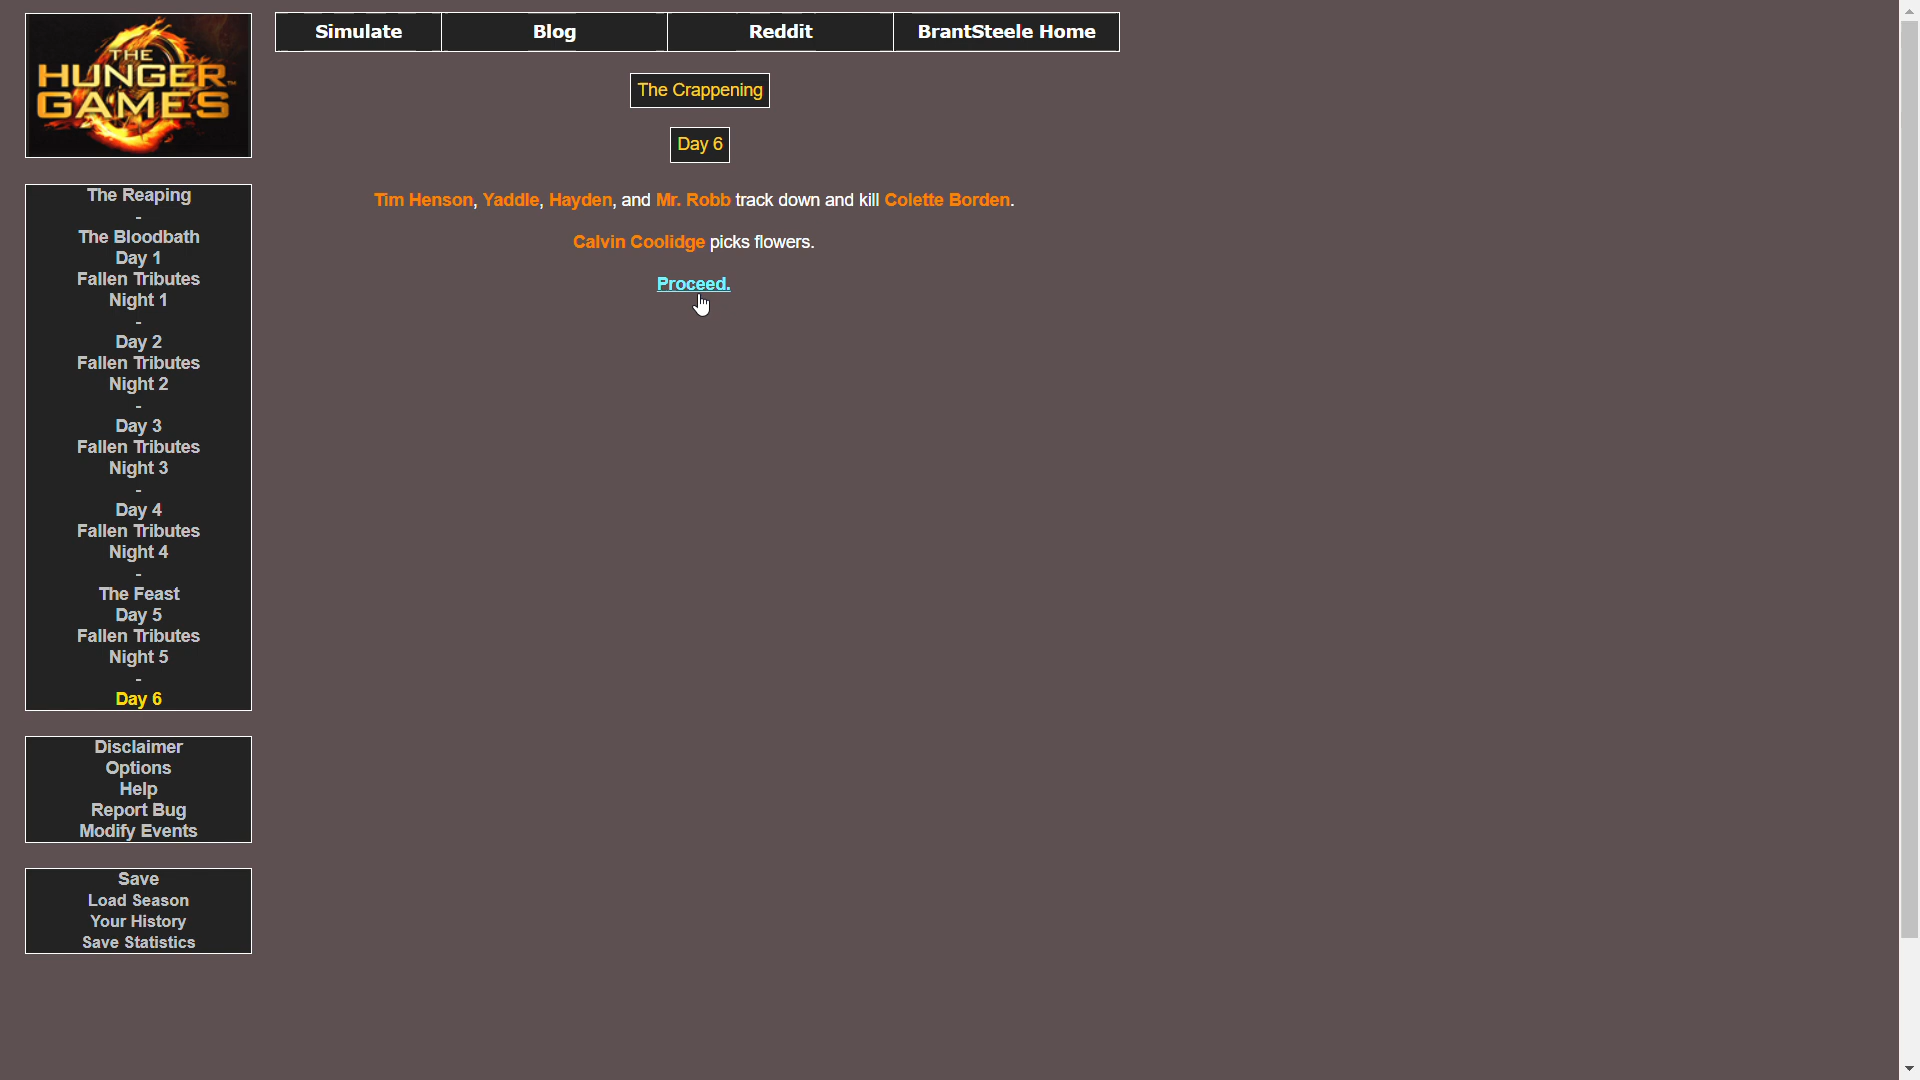 THE
HUNGER
GAMES
Simulate
Blog
Reddit
BrantSteele Home
The Crappening
Day 6
Tim Henson, Yaddle, Hayden, and Mr. Robb track down and kill Colette Borden.
Calvin Coolidge picks flowers.
Proceed.
The Reaping
-
The Bloodbath
Day 1
Fallen Tributes
Night 1
-
Day 2
Fallen Tributes
Night 2
-
Day 3
Fallen Tributes
Night 3
-
Day 4
Fallen Tributes
Night 4
-
The Feast
Day 5
Fallen Tributes
Night 5
-
Day 6
Disclaimer
Options
Help
Report Bug
Modify Events
Save
Load Season
Your History
Save Statistics